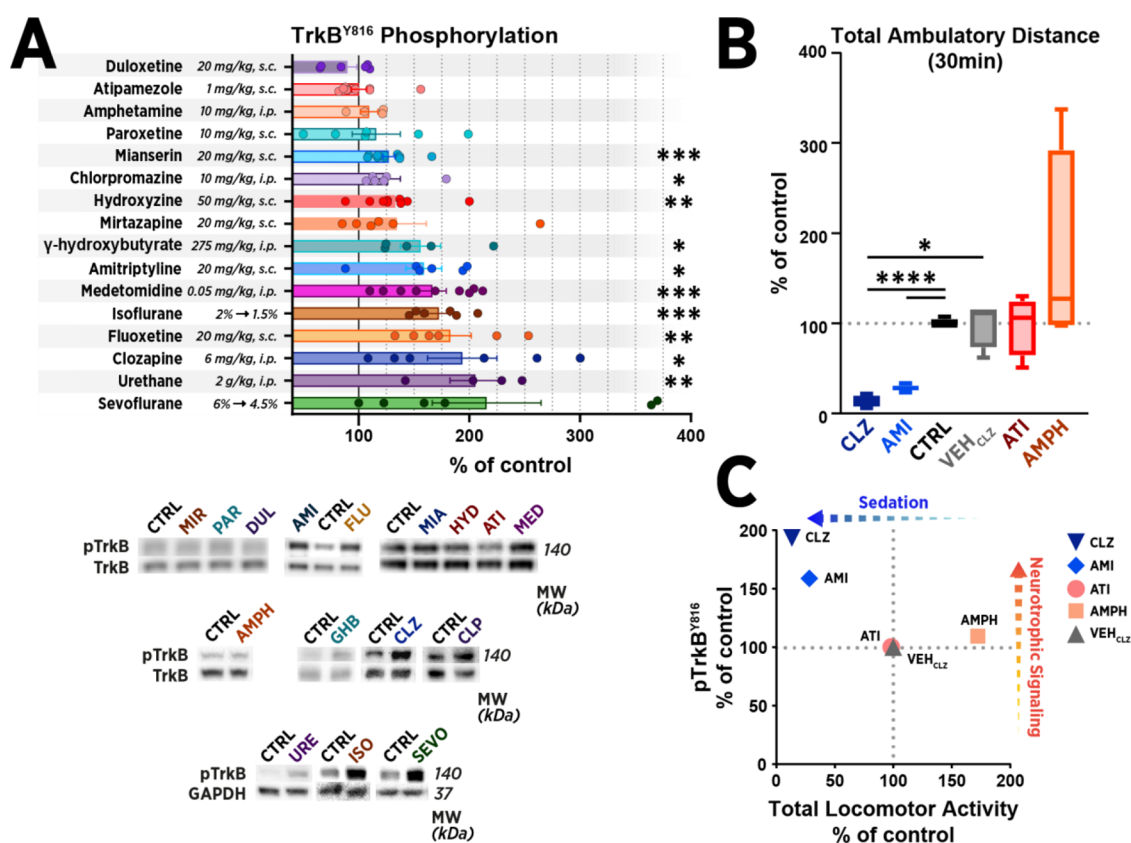 A
TrkB^Y816 Phosphorylation
Duloxetine 20 mg/kg, s.c.
Atipamezole 1 mg/kg, s.c.
Amphetamine 10 mg/kg, i.p.
Paroxetine 10 mg/kg, s.c.
Mianserin 20 mg/kg, s.c. ***
Chlorpromazine 10 mg/kg, i.p. *
Hydroxyzine 50 mg/kg, s.c. **
Mirtazapine 20 mg/kg, s.c.
γ-hydroxybutyrate 275 mg/kg, i.p. *
Amitriptyline 20 mg/kg, s.c. *
Medetomidine 0.05 mg/kg, i.p. ***
Isoflurane 2% → 1.5% ***
Fluoxetine 20 mg/kg, s.c. **
Clozapine 6 mg/kg, i.p. *
Urethane 2 g/kg, i.p. **
Sevoflurane 6% → 4.5%
100 200 300 400
% of control
CTRL MIR PAR DUL
AMI CTRL FLU
CTRL MIA HYD ATI MED
pTrkB 140
TrkB
MW
(kDa)
CTRL AMPH
CTRL GHB
CTRL CLZ
CTRL CLP
pTrkB 140
TrkB
MW
(kDa)
CTRL URE
CTRL ISO
CTRL SEVO
pTrkB 140
GAPDH 37
MW
(kDa)
B
Total Ambulatory Distance
(30min)
% of control
400
300
200
100
0
*
****
CLZ AMI CTRL VEH_CLZ ATI AMPH
C
Sedation
pTrkB^Y816
% of control
200
150
100
50
0
CLZ
AMI
ATI
VEH_CLZ
AMPH
Neurotrophic Signaling
CLZ
AMI
ATI
AMPH
VEH_CLZ
0 50 100 150 200
Total Locomotor Activity
% of control